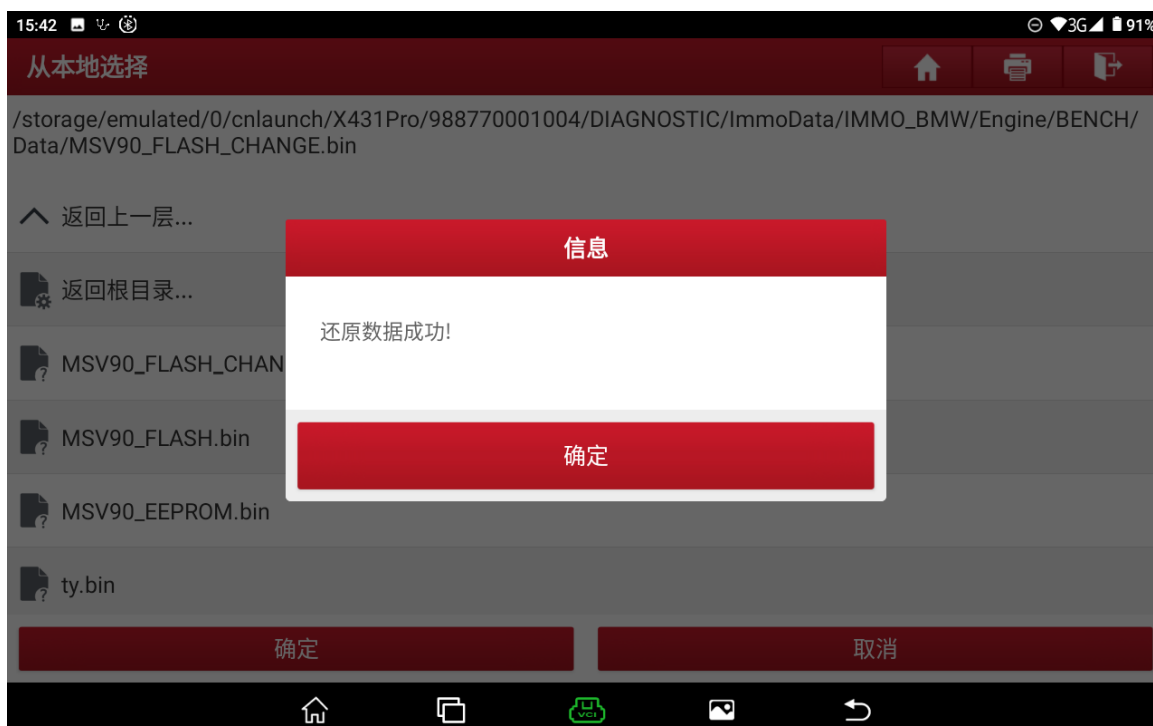 15:42
3G 91%
从本地选择
/storage/emulated/0/cnlaunch/X431Pro/988770001004/DIAGNOSTIC/ImmoData/IMMO_BMW/Engine/BENCH/
Data/MSV90_FLASH_CHANGE.bin
返回上一层...
信息
返回根目录...
还原数据成功!
MSV90_FLASH_CHAN
MSV90_FLASH.bin
确定
MSV90_EEPROM.bin
ty.bin
确定
取消
VCI